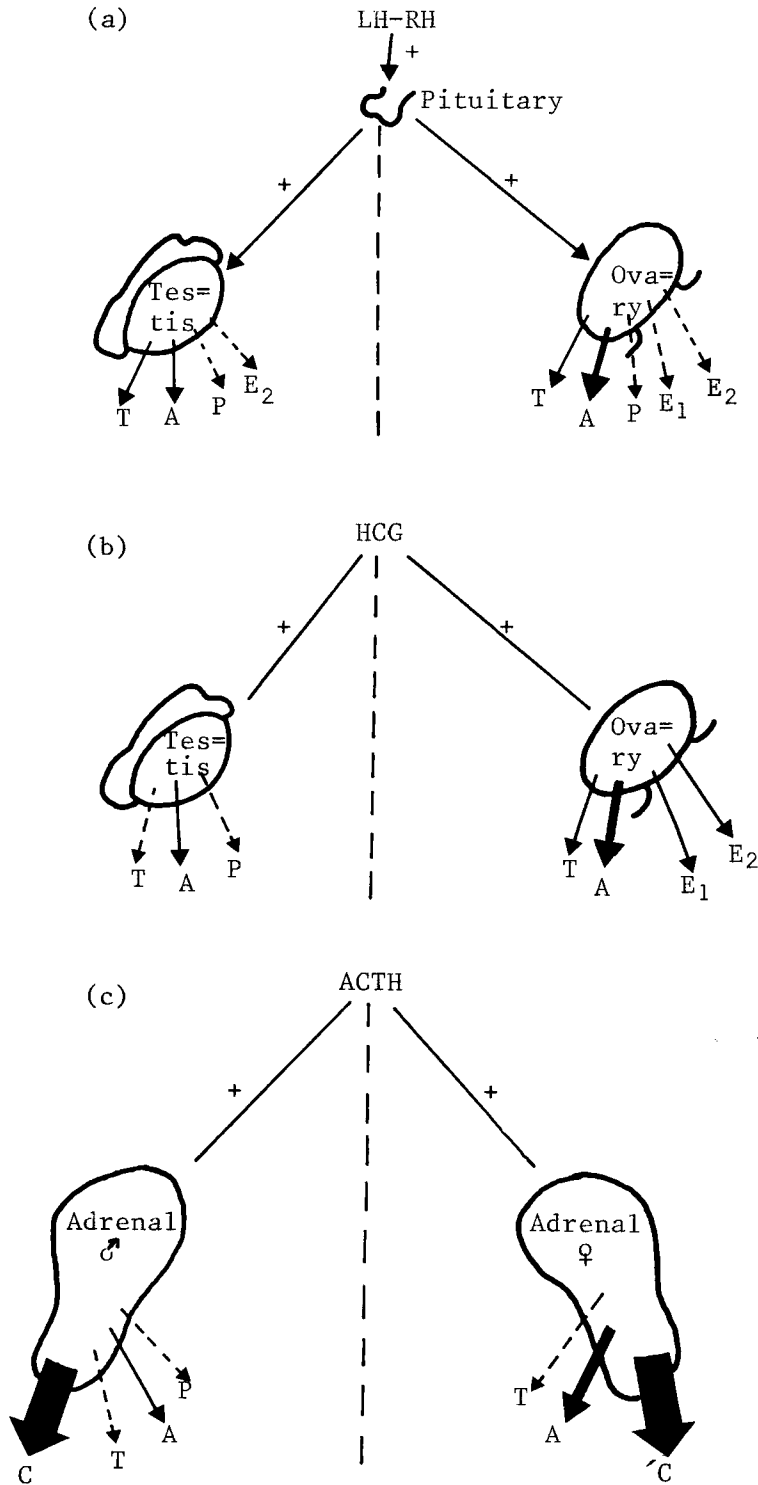 (a)
LH-RH
+
Pituitary
+
+
Tes=
tis
Ova=
ry
T
A
P
E2
T
A
P
E1
E2
(b)
HCG
+
+
Tes=
tis
Ova=
ry
T
A
P
T
A
E1
E2
(c)
ACTH
+
+
Adrenal
♂
Adrenal
♀
C
T
A
P
T
A
C